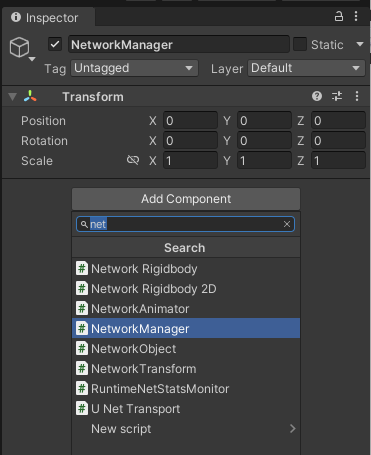 Inspector
NetworkManager Static
Tag Untagged Layer Default
Transform
Position X 0 Y 0 Z 0
Rotation X 0 Y 0 Z 0
Scale X 1 Y 1 Z 1
Add Component
net
Search
Network Rigidbody
Network Rigidbody 2D
NetworkAnimator
NetworkManager
NetworkObject
NetworkTransform
RuntimeNetStatsMonitor
U Net Transport
New script